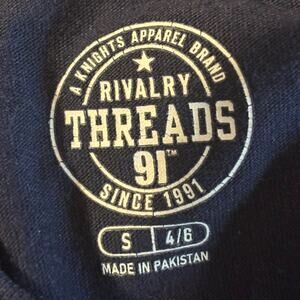 A KNIGHTS APPAREL BRAND
RIVALRY
THREADS
91™
SINCE 1991
S 4/6
MADE IN PAKISTAN